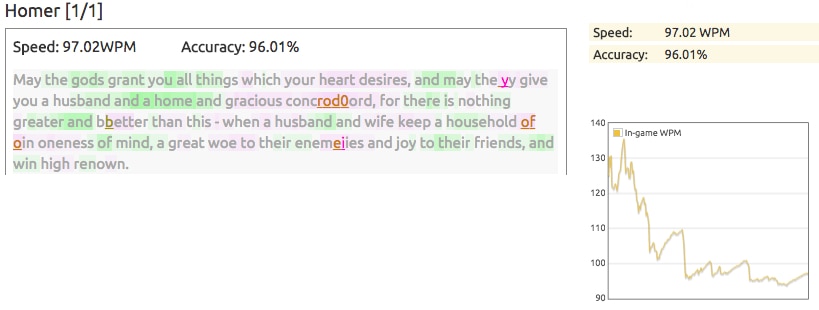 Homer [1/1]
Speed: 97.02WPM Accuracy: 96.01%
May the gods grant you all things which your heart desires, and may the yy give
you a husband and a home and gracious concrod0ord, for there is nothing
greater and bbetter than this - when a husband and wife keep a household of
oin oneness of mind, a great woe to their enemeiies and joy to their friends, and
win high renown.
Speed: 97.02 WPM
Accuracy: 96.01%
In-game WPM
140
130
120
110
100
90